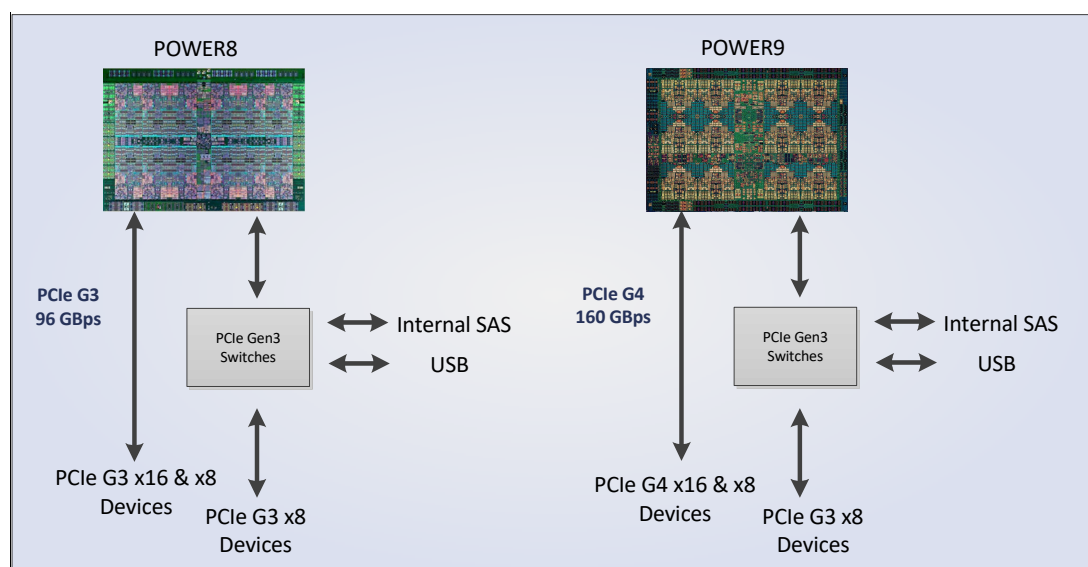 POWER8
PCIe G3
96 GBps
PCIe Gen3
Switches
Internal SAS
USB
PCIe G3 x16 & x8
Devices
PCIe G3 x8
Devices
POWER9
PCIe G4
160 GBps
PCIe Gen3
Switches
Internal SAS
USB
PCIe G4 x16 & x8
Devices
PCIe G3 x8
Devices